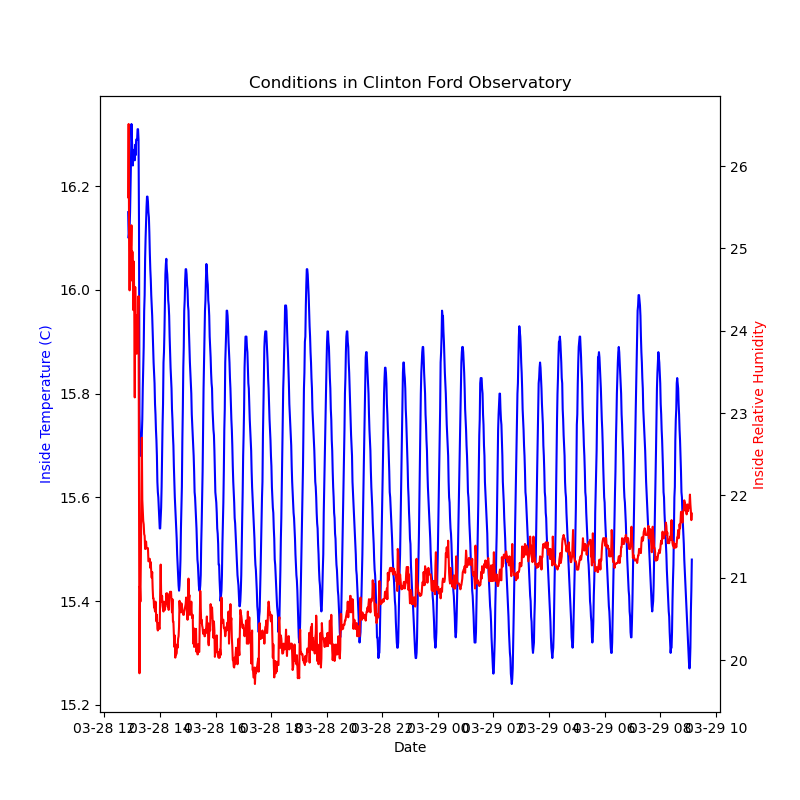 Conditions in Clinton Ford Observatory
16.2
16.0
15.8
15.6
15.4
15.2
Inside Temperature (C)
26
25
24
23
22
21
20
Inside Relative Humidity
03-28 12 03-28 14 03-28 16 03-28 18 03-28 20 03-28 22 03-29 00 03-29 02 03-29 04 03-29 06 03-29 08 03-29 10
Date